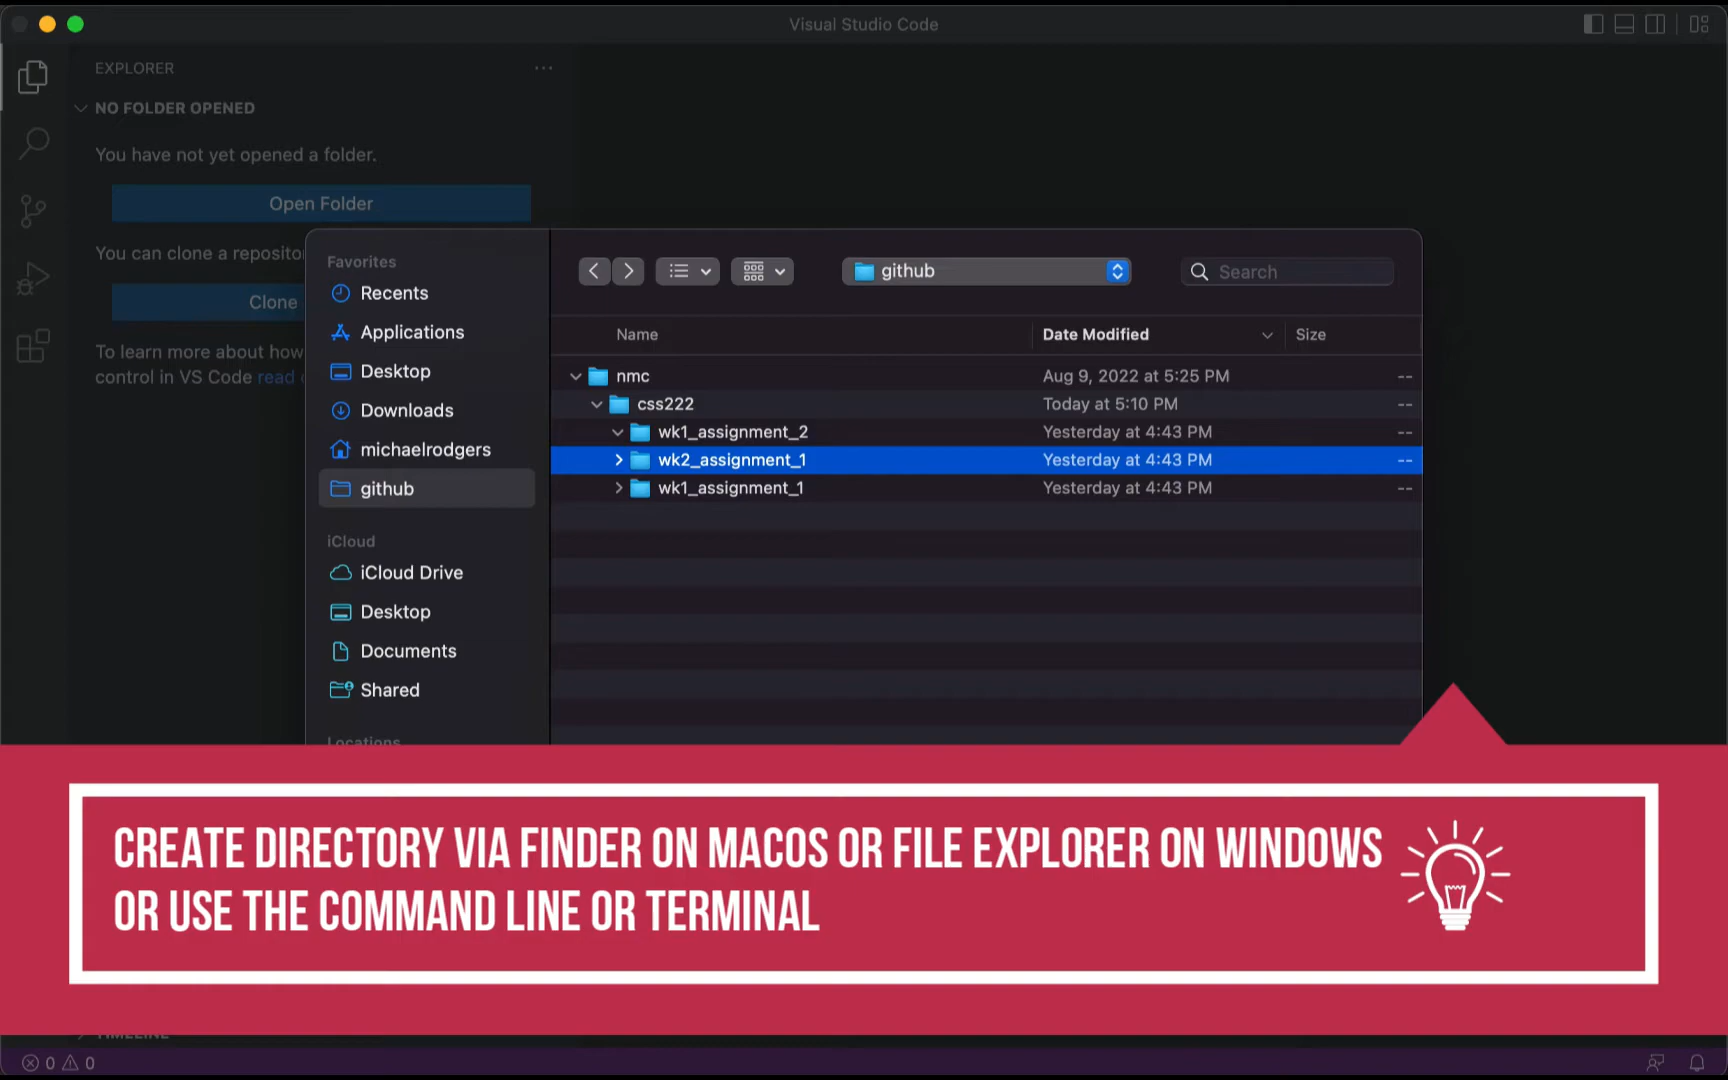 Visual Studio Code
EXPLORER
NO FOLDER OPENED
You have not yet opened a folder.
Open Folder
You can clone a
Clone
To learn more about how
control in VS Code read
Favorites
Recents
Applications
Desktop
Downloads
michaelrodgers
github
iCloud
iCloud Drive
Desktop
Documents
Shared
Locations
github
Search
Name Date Modified Size
nmc Aug 9, 2022 at 5:25 PM --
css222 Today at 5:10 PM --
wk1_assignment_2 Yesterday at 4:43 PM --
wk2_assignment_1 Yesterday at 4:43 PM --
wk1_assignment_1 Yesterday at 4:43 PM --
CREATE DIRECTORY VIA FINDER ON MACOS OR FILE EXPLORER ON WINDOWS
OR USE THE COMMAND LINE OR TERMINAL
TIMELINE
0 0